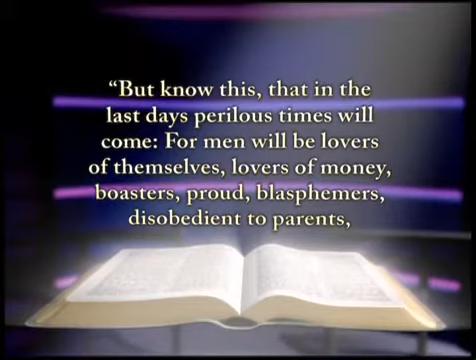 “But know this, that in the
last days perilous times will
come: For men will be lovers
of themselves, lovers of money,
boasters, proud, blasphemers,
disobedient to parents,